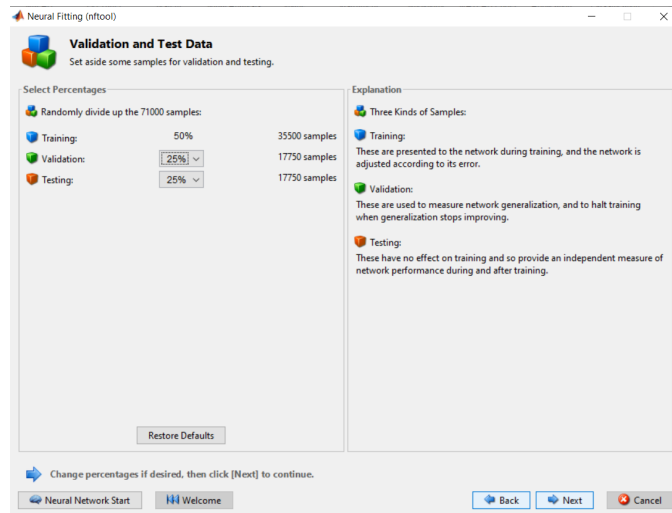 Neural Fitting (nftool)
Validation and Test Data
Set aside some samples for validation and testing.
Select Percentages
Randomly divide up the 71000 samples:
Training: 50% 35500 samples
Validation: 25% 17750 samples
Testing: 25% 17750 samples
Restore Defaults
Explanation
Three Kinds of Samples:
Training:
These are presented to the network during training, and the network is
adjusted according to its error.
Validation:
These are used to measure network generalization, and to halt training
when generalization stops improving.
Testing:
These have no effect on training and so provide an independent measure of
network performance during and after training.
Change percentages if desired, then click [Next] to continue.
Neural Network Start Welcome Back Next Cancel